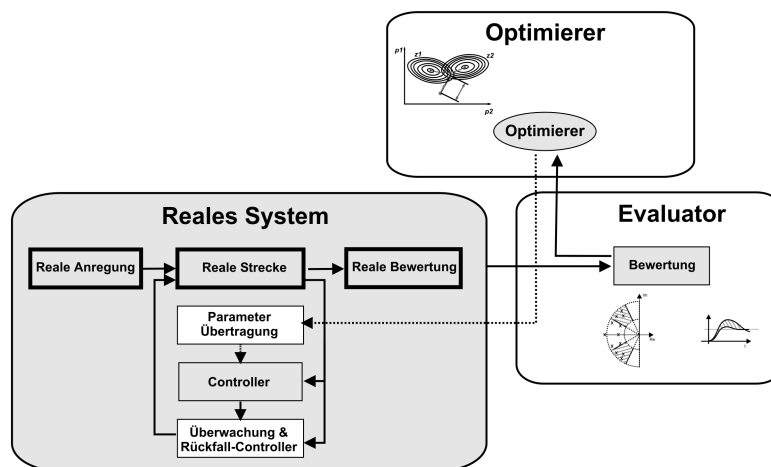 Optimierer
p1
z1
z2
p2
Optimierer
Reales System
Evaluator
Reale Anregung
Reale Strecke
Reale Bewertung
Bewertung
Parameter
Übertragung
Controller
Überwachung &
Rückfall-Controller
Re